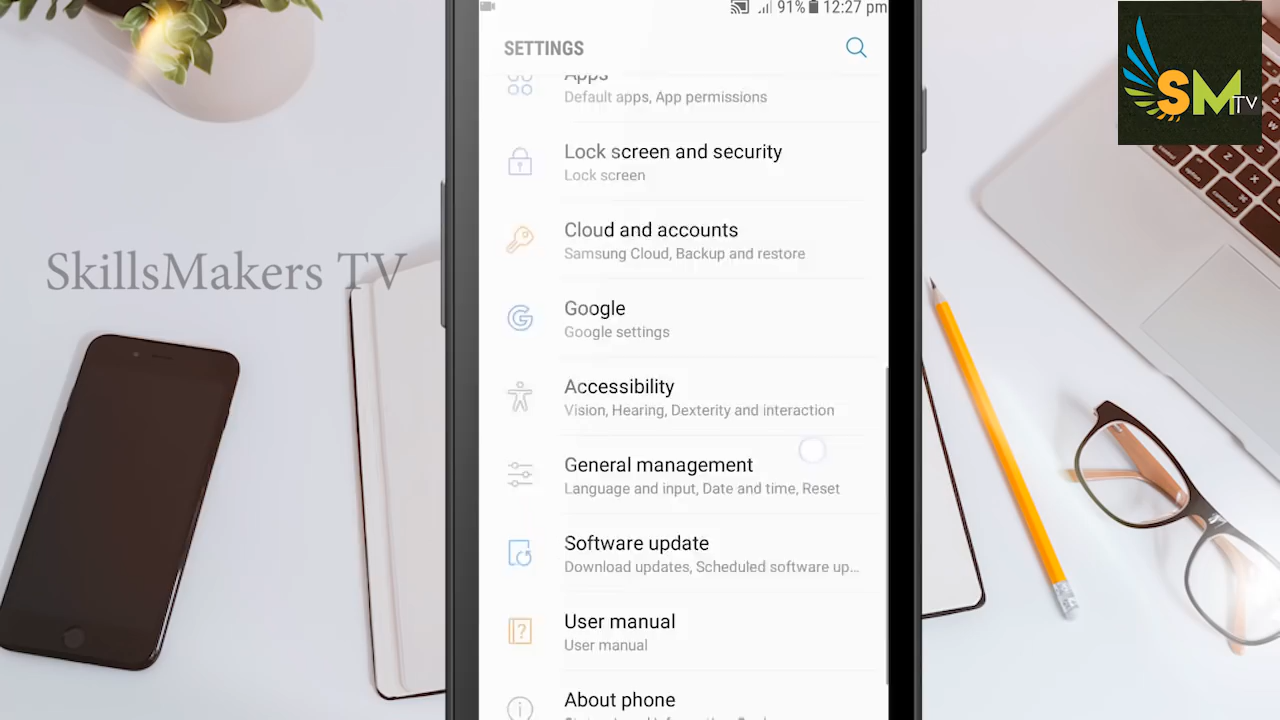 91% 12:27 pm
SETTINGS
SM TV
Apps
Default apps, App permissions
Lock screen and security
Lock screen
Cloud and accounts
Samsung Cloud, Backup and restore
SkillsMakers TV
Google
Google settings
Accessibility
Vision, Hearing, Dexterity and interaction
General management
Language and input, Date and time, Reset
Software update
Download updates, Scheduled software up...
User manual
User manual
About phone